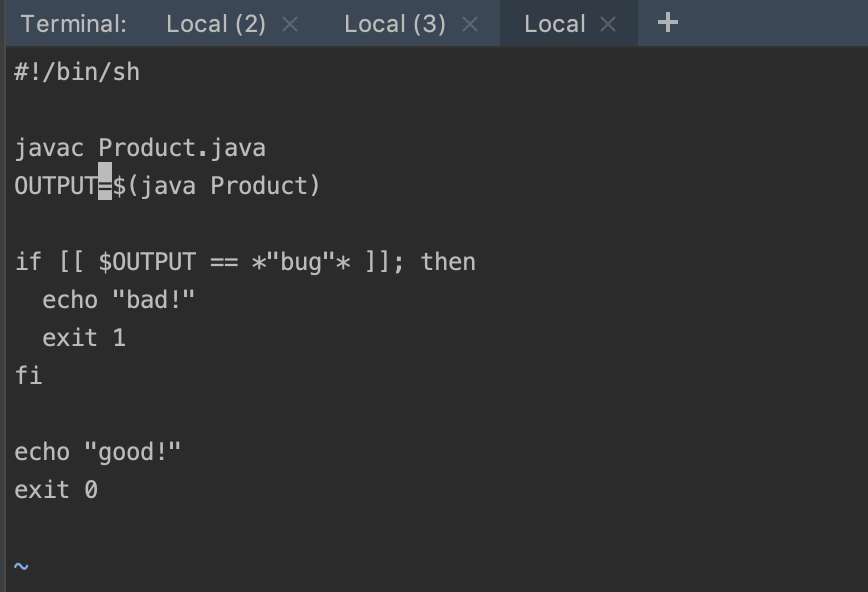 Terminal: Local (2) × Local (3) × Local × +
#!/bin/sh
javac Product.java
OUTPUT=$(java Product)
if [[ $OUTPUT == *"bug"* ]]; then
  echo "bad!"
  exit 1
fi
echo "good!"
exit 0
~